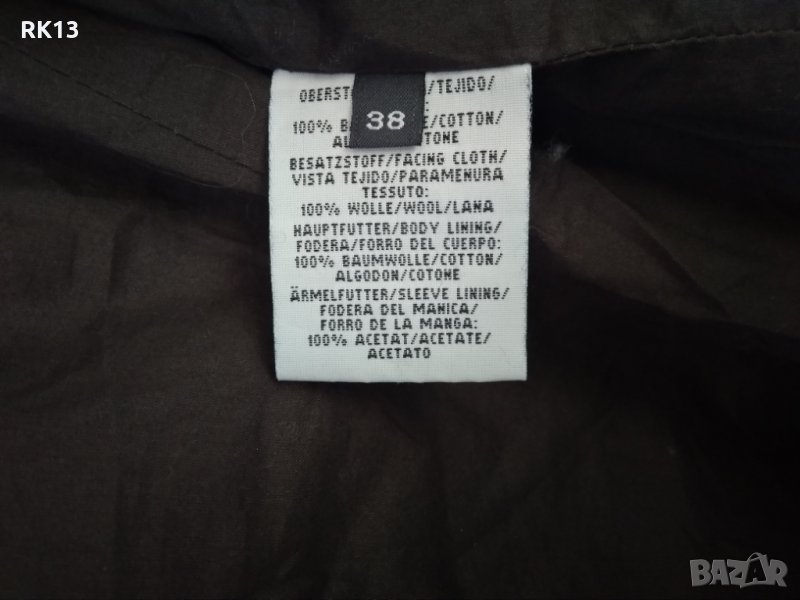 RK13
OBERST /TEJIDO/
38
100% /COTTON/
BESATZSTOFF/FACING CLOTH/
VISTA TEJIDO/PARAMENURA
TESSUTO:
100% WOLLE/WOOL/LANA
HAUPTFUTTER/BODY LINING/
FODERA/FORRO DEL CUERPO:
100% BAUMWOLLE/COTTON/
ALGODON/COTONE
ÄRMELFUTTER/SLEEVE LINING/
FODERA DEL MANICA/
FORRO DE LA MANGA:
100% ACETAT/ACETATE/
ACETATO
BAZAR